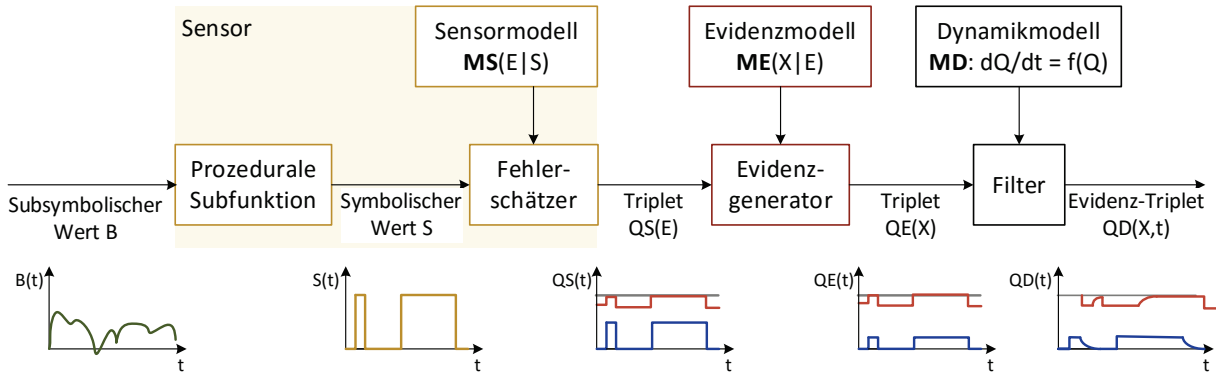 Sensor
Sensormodell
MS(E|S)
Evidenzmodell
ME(X|E)
Dynamikmodell
MD: dQ/dt = f(Q)
Prozedurale
Subfunktion
Fehler-
schätzer
Evidenz-
generator
Filter
Subsymbolischer
Wert B
Symbolischer
Wert S
Triplet
QS(E)
Triplet
QE(X)
Evidenz-Triplet
QD(X,t)
B(t)
t
S(t)
t
QS(t)
t
QE(t)
t
QD(t)
t